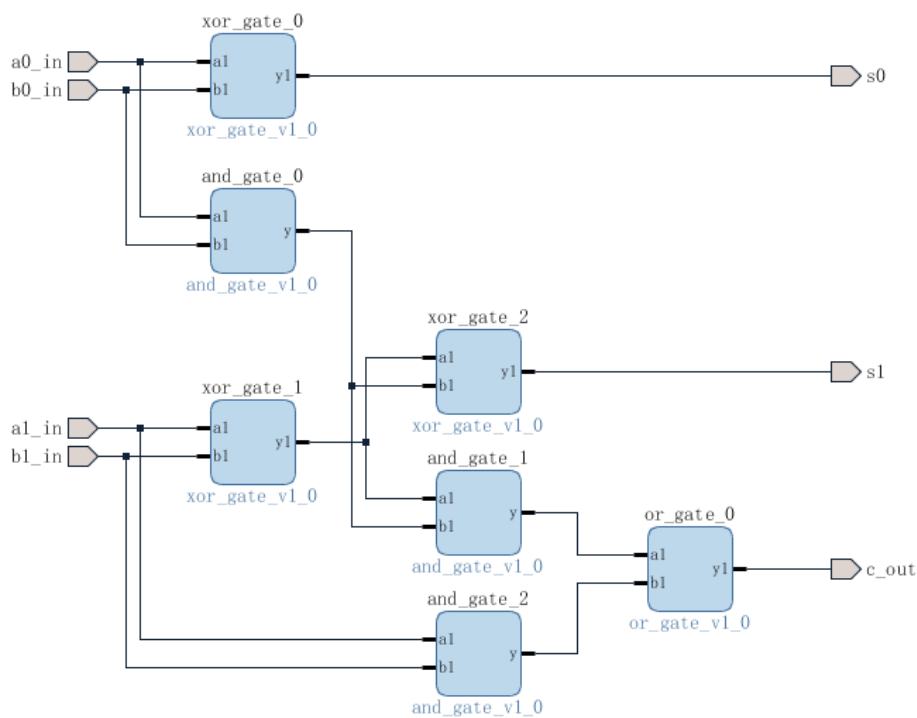 xor_gate_0
a0_in
b0_in
a1
b1
y1
s0
xor_gate_v1_0
and_gate_0
a1
b1
y
and_gate_v1_0
xor_gate_2
a1
b1
y1
s1
xor_gate_v1_0
xor_gate_1
a1_in
b1_in
a1
b1
y1
xor_gate_v1_0
and_gate_1
a1
b1
y
and_gate_v1_0
or_gate_0
a1
b1
y1
c_out
or_gate_v1_0
and_gate_2
a1
b1
y
and_gate_v1_0